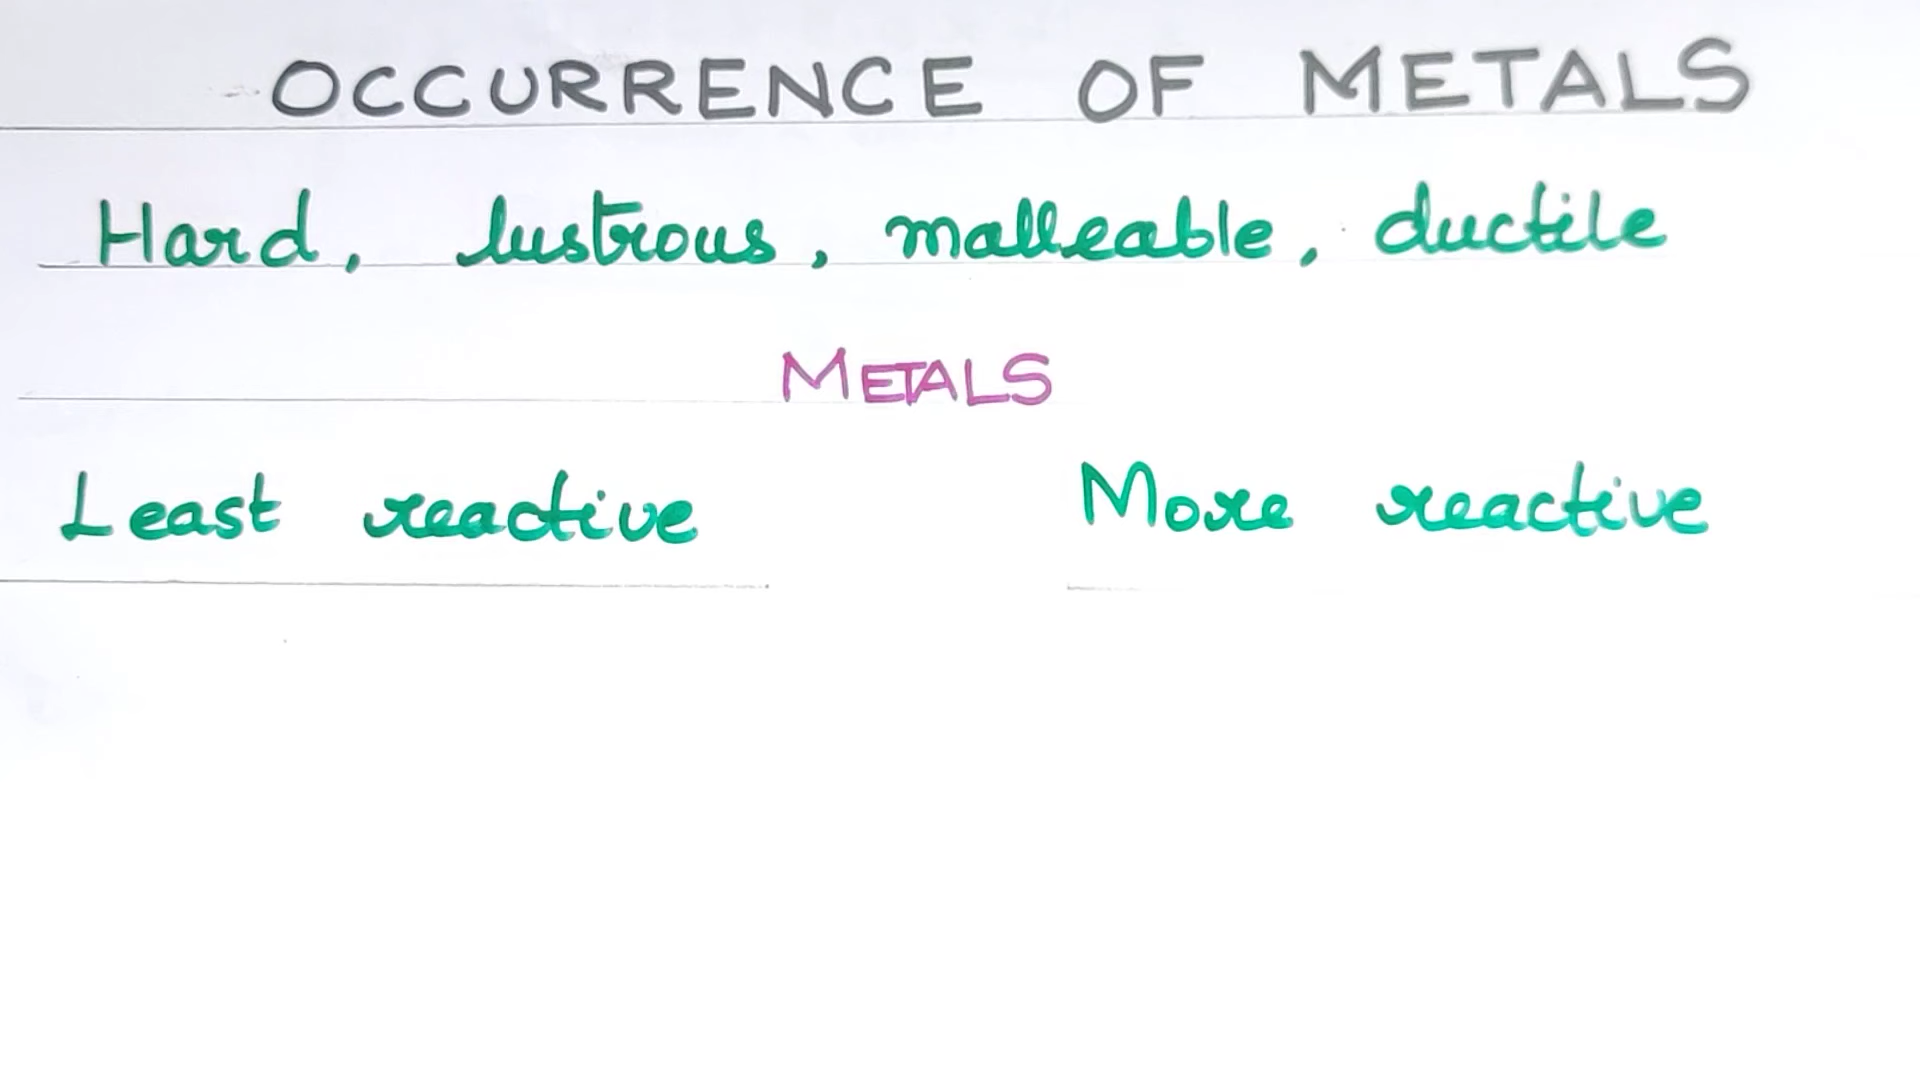 OCCURRENCE OF METALS
Hard, lustrous, malleable, ductile
METALS
Least reactive More reactive